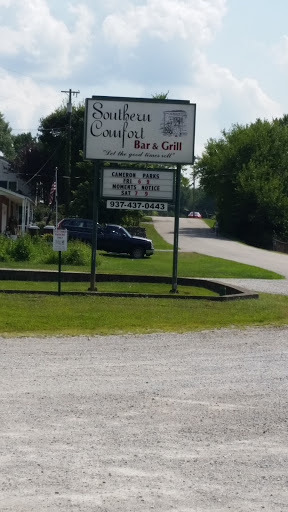 Southern
Comfort
Bar & Grill
"Let the good times roll"
CAMERON PARKS
FRI 6 9
MOMENTS NOTICE
SAT 7 9
937-437-0443